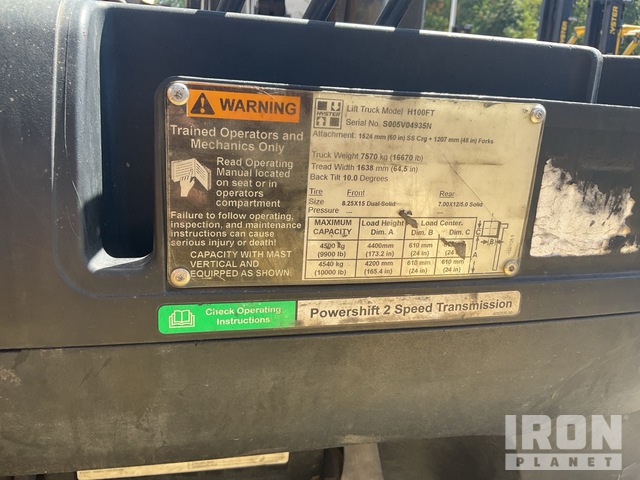 WARNING
Trained Operators and
Mechanics Only
Read Operating
Manual located
on seat or in
operators
compartment
Failure to follow operating,
inspection, and maintenance
instructions can cause
serious injury or death!
CAPACITY WITH MAST
VERTICAL AND
EQUIPPED AS SHOWN:
HYSTER
Lift Truck Model H100FT
Serial No. S005V04935N
Attachment: 1524 mm (60 in) SS Crg + 1207 mm (48 in) Forks
Truck Weight 7570 kg (16670 lb)
Tread Width 1638 mm (64.5 in)
Back Tilt 10.0 Degrees
Tire Front Rear
Size 8.25X15 Dual-Solid 7.00X12/5.0 Solid
Pressure --
MAXIMUM Load Height Load Center.
CAPACITY Dim. A Dim. B Dim. C
4500 kg 4400mm 610 mm 610 mm
(9900 lb) (173.2 in) (24 in) (24 in)
4540 kg 4200 mm 610 mm 610 mm
(10000 lb) (165.4 in) (24 in) (24 in)
B
C
A
Check Operating
Instructions
Powershift 2 Speed Transmission
HYSTER
IRON
PLANET